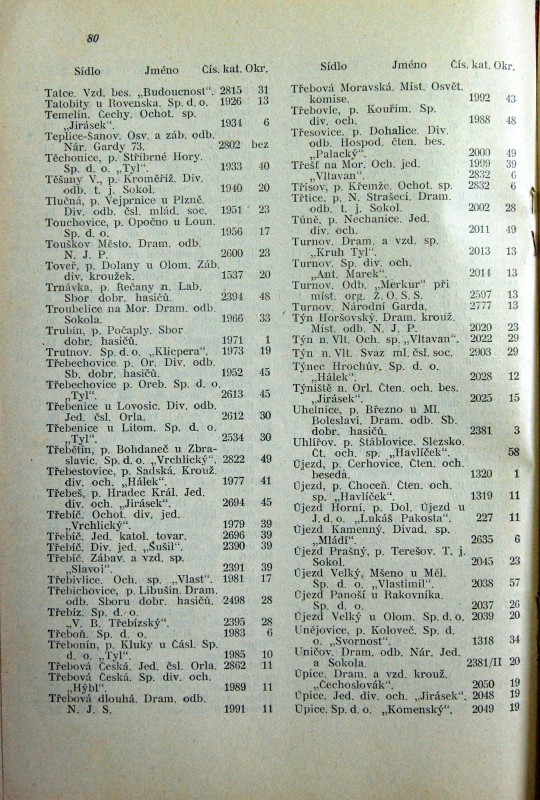 80
Sídlo Jméno Čís. kat. Okr.
Tatce. Vzd. bes. „Budoucnost“. 2815 31
Tatobity u Rovenska. Sp. d. o. 1926 13
Temelín. Čechy. Ochot. sp.
„Jirásek“. 1934 6
Teplice-Šanov. Osv. a záb. odb.
Nár. Gardy 73. 2802 bez
Těchonice, p. Stříbrné Hory.
Sp. d. o. „Tyl“. 1933 40
Těšany V., p. Kroměříž. Div.
odb. t. j. Sokol. 1940 20
Tlučná, p. Vejprnice u Plzně.
Div. odb. čsl. mlád. soc. 1951 23
Touchovice, p. Opočno u Loun.
Sp. d. o. 1956 17
Touškov Město. Dram. odb.
N. J. P. 2600 23
Toveř, p. Dolany u Olom. Záb.
div. kroužek. 1537 20
Trnávka, p. Řečany n. Lab.
Sbor dobr. hasičů. 2394 48
Troubelice na Mor. Dram. odb.
Sokola. 1966 33
Trubín, p. Počaply. Sbor
dobr. hasičů. 1971 1
Trutnov. Sp. d. o. „Klicpera“. 1973 19
Třebechovice p. Or. Div. odb.
Sb. dobr. hasičů. 1952 45
Třebechovice p. Oreb. Sp. d. o.
„Tyl“. 2613 45
Třebenice u Lovosic. Div. odb.
Jed. čsl. Orla. 2612 30
Třebenice u Litom. Sp. d. o.
„Tyl“. 2534 30
Třebětín, p. Bohdaneč u Zbra-
slavic. Sp. d. o. „Vrchlický“. 2822 49
Třebestovice, p. Sadská. Krouž.
div. och. „Hálek“. 1977 41
Třebeš, p. Hradec Král. Jed.
div. och. „Jirásek“. 2694 45
Třebíč. Ochot. div. jed.
„Vrchlický“. 1979 39
Třebíč. Jed. katol. tovar. 2696 39
Třebíč. Div. jed. „Sušil“. 2390 39
Třebíč. Zábav. a vzd. sp.
„Slavoi“. 2391 39
Třebívlice. Och. sp. „Vlast“. 1981 17
Třebichovice, p. Libušín. Dram.
odb. Sboru dobr. hasičů. 2498 28
Třebíz. Sp. d. o.
„V. B. Třebízský“. 2395 28
Třeboň. Sp. d. o. 1983 6
Třebonín, p. Kluky u Čásl. Sp.
d. o. „Tyl“. 1985 10
Třebová Česká. Jed. čsl. Orla. 2862 11
Třebová Česká. Sp. div. och.
„Hýbl“. 1989 11
Třebová dlouhá. Dram. odb.
N. J. S. 1991 11
Sídlo Jméno Čís. kat. Okr.
Třebová Moravská. Míst. Osvět.
komise. 1992 43
Třebovle, p. Kouřim. Sp.
div. och. 1988 48
Třesovice, p. Dohalice. Div.
odb. Hospod. čten. bes.
„Palacký“. 2000 49
Třešť na Mor. Och. jed. 1999 39
„Vltavan“. 2832 6
Třísov, p. Křemže. Ochot. sp. 2832 6
Třtice, p. N. Strašecí. Dram.
odb. t. j. Sokol. 2002 28
Tůně, p. Nechanice. Jed.
div. och. 2011 49
Turnov. Dram. a vzd. sp.
„Kruh Tyl“. 2013 13
Turnov. Sp. div. och.
„Ant. Marek“. 2014 13
Turnov. Odb. „Merkur“ při
míst. org. Ž. O. S. S. 2597 13
Turnov. Národní Garda. 2777 13
Týn Horšovský. Dram. krouž.
Míst. odb. N. J. P. 2020 23
Týn n. Vlt. Och. sp. „Vltavan“. 2022 29
Týn n. Vlt. Svaz ml. čsl. soc. 2903 29
Týnec Hrochův. Sp. d. o.
„Hálek“. 2028 12
Týniště n. Orl. Čten. och. bes.
„Jirásek“. 2025 15
Uhelnice, p. Březno u Ml.
Boleslavi. Dram. odb. Sb.
dobr. hasičů. 2381 3
Uhlířov. p. Stáblovice. Slezsko.
Čt. och. sp. „Havlíček“. 58
Újezd, p. Cerhovice. Čten. och.
beseda. 1320 1
Újezd, p. Choceň. Čten. och.
sp. „Havlíček“. 1319 11
Újezd Horní, p. Dol. Újezd u
J. d. o. „Lukáš Pakosta“. 227 11
Újezd Kamenný. Divad. sp.
„Mládí“. 2635 6
Újezd Prašný, p. Terešov. T. j.
Sokol. 2045 23
Újezd Velký, Mšeno u Měl.
Sp. d. o. „Vlastimil“. 2038 57
Újezd Panoší u Rakovníka.
Sp. d. o. 2037 26
Újezd Velký u Olom. Sp. d. o. 2039 20
Unějovice, p. Koloveč. Sp. d.
o. „Svornost“. 1318 34
Uničov. Dram. odb. Nár. Jed.
a Sokola. 2381/II 20
Úpice. Dram. a vzd. krouž.
„Čechoslovák“. 2050 19
Úpice. Jed. div. och. „Jirásek“. 2048 19
Úpice. Sp. d. o. „Komenský“. 2049 19